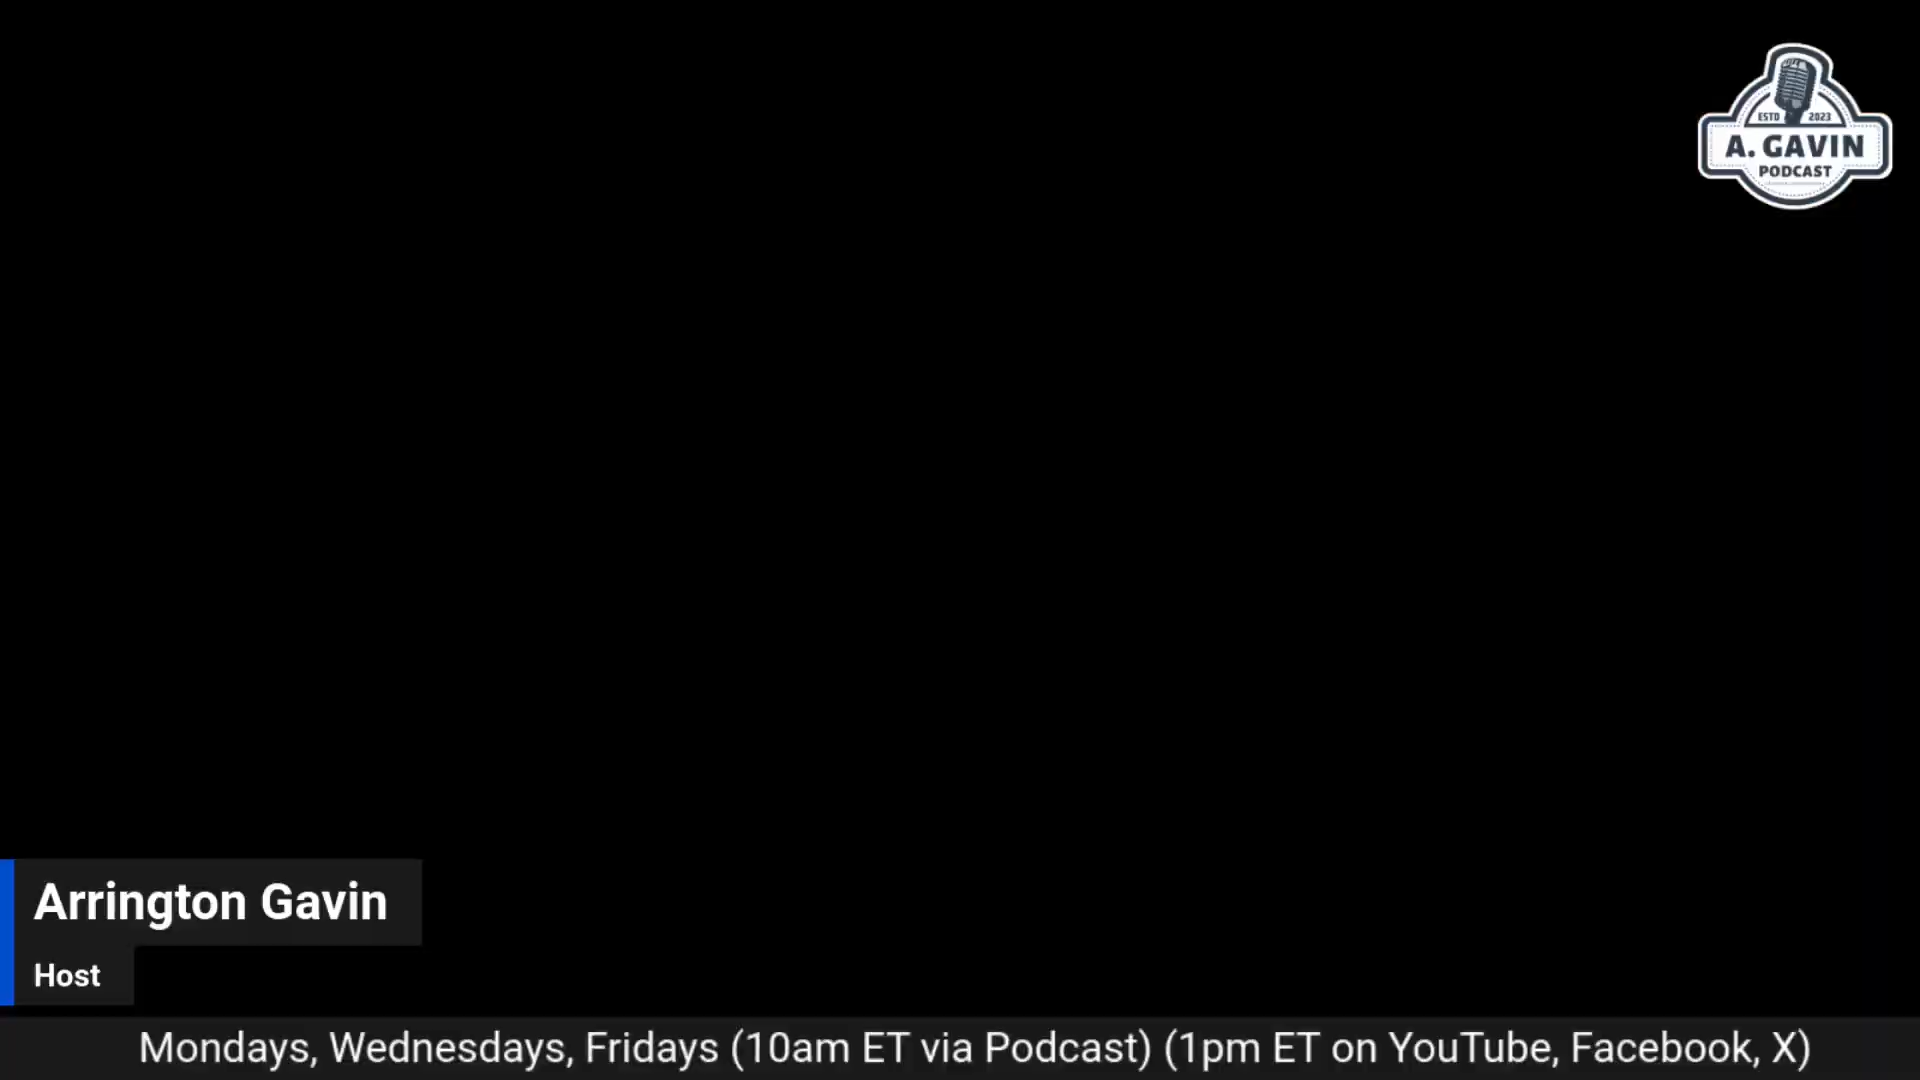 ESTD 2023
A. GAVIN
PODCAST
Arrington Gavin
Host
Mondays, Wednesdays, Fridays (10am ET via Podcast) (1pm ET on YouTube, Facebook, X)